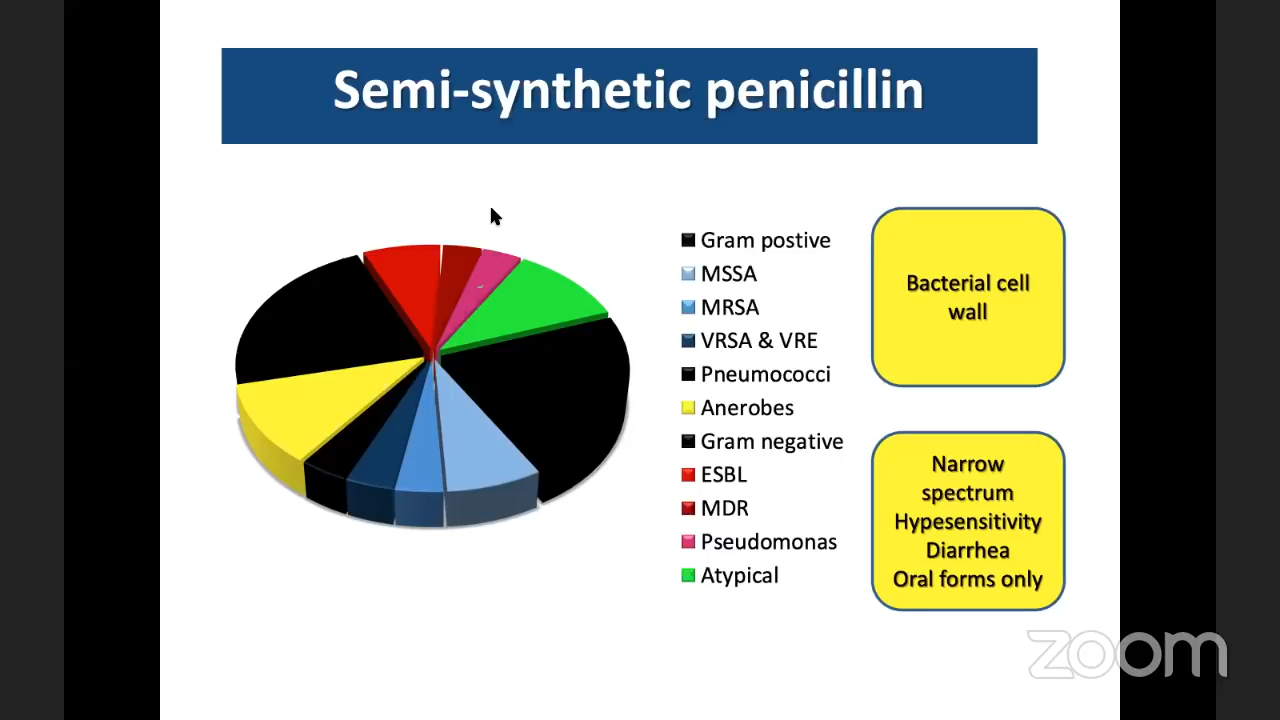 Semi-synthetic penicillin
Gram postive
MSSA
MRSA
VRSA & VRE
Pneumococci
Anerobes
Gram negative
ESBL
MDR
Pseudomonas
Atypical
Bacterial cell
wall
Narrow
spectrum
Hypesensitivity
Diarrhea
Oral forms only
zoom